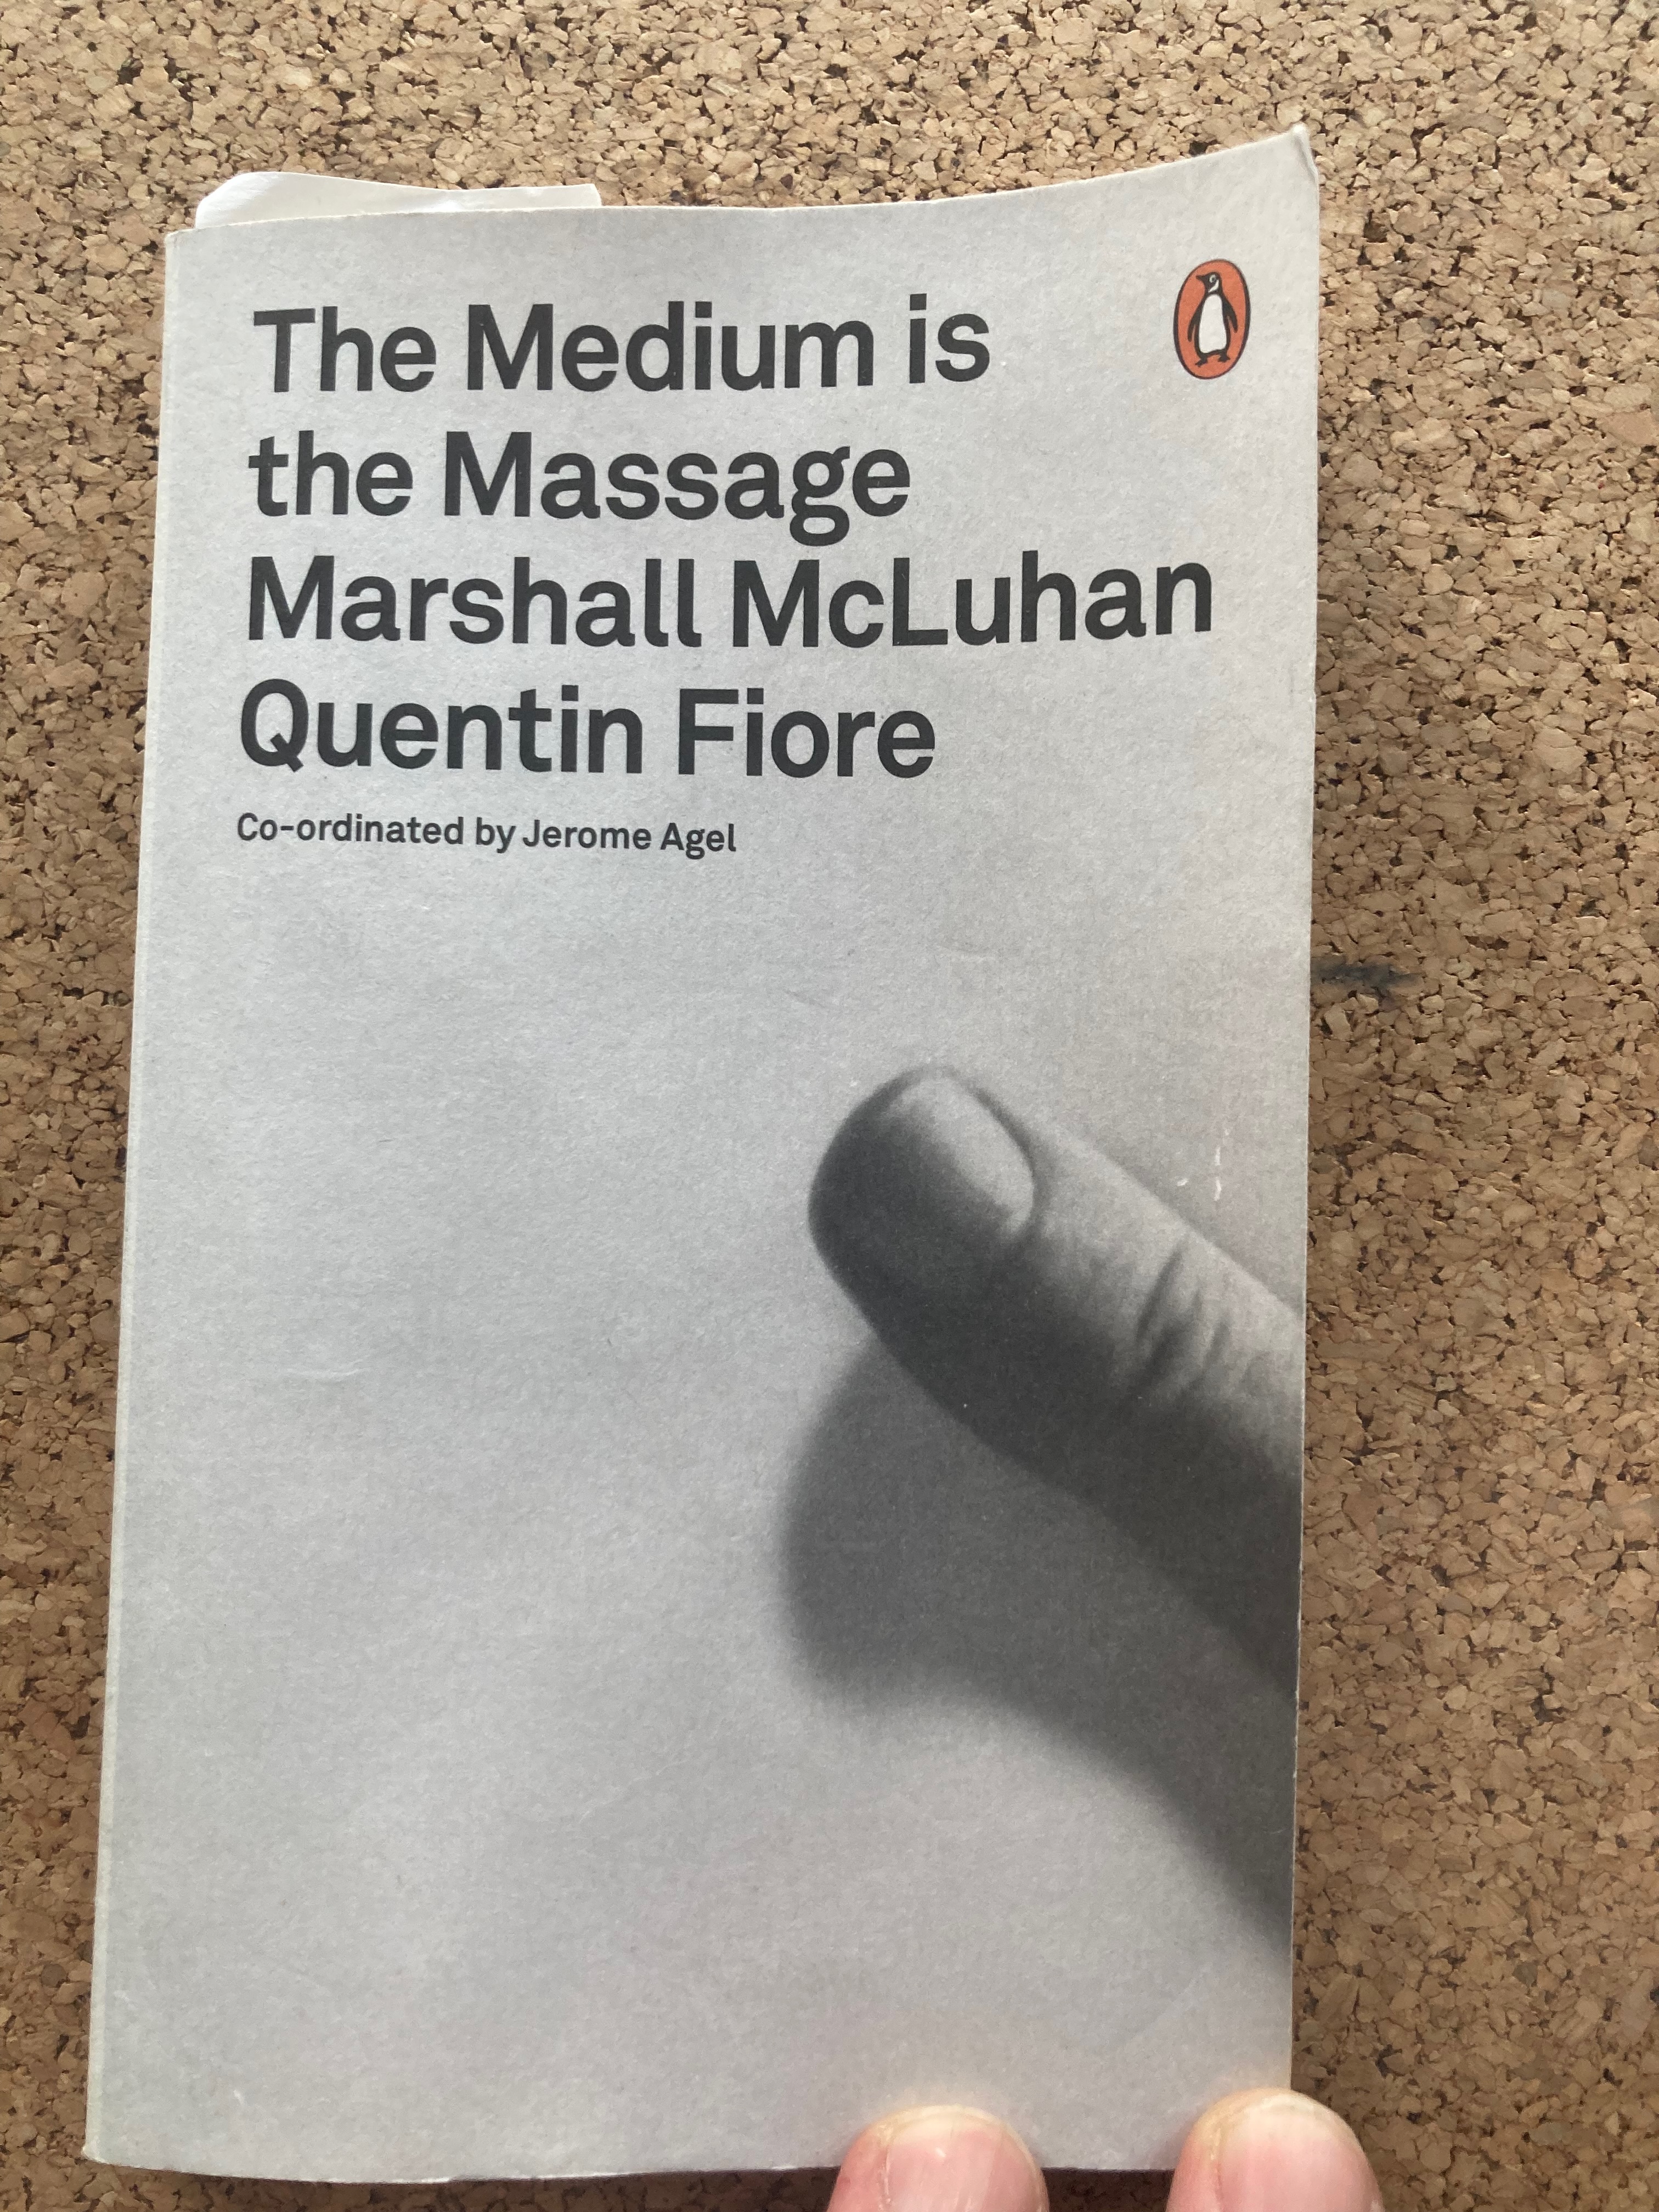 The Medium is
the Massage
Marshall McLuhan
Quentin Fiore
Co-ordinated by Jerome Agel